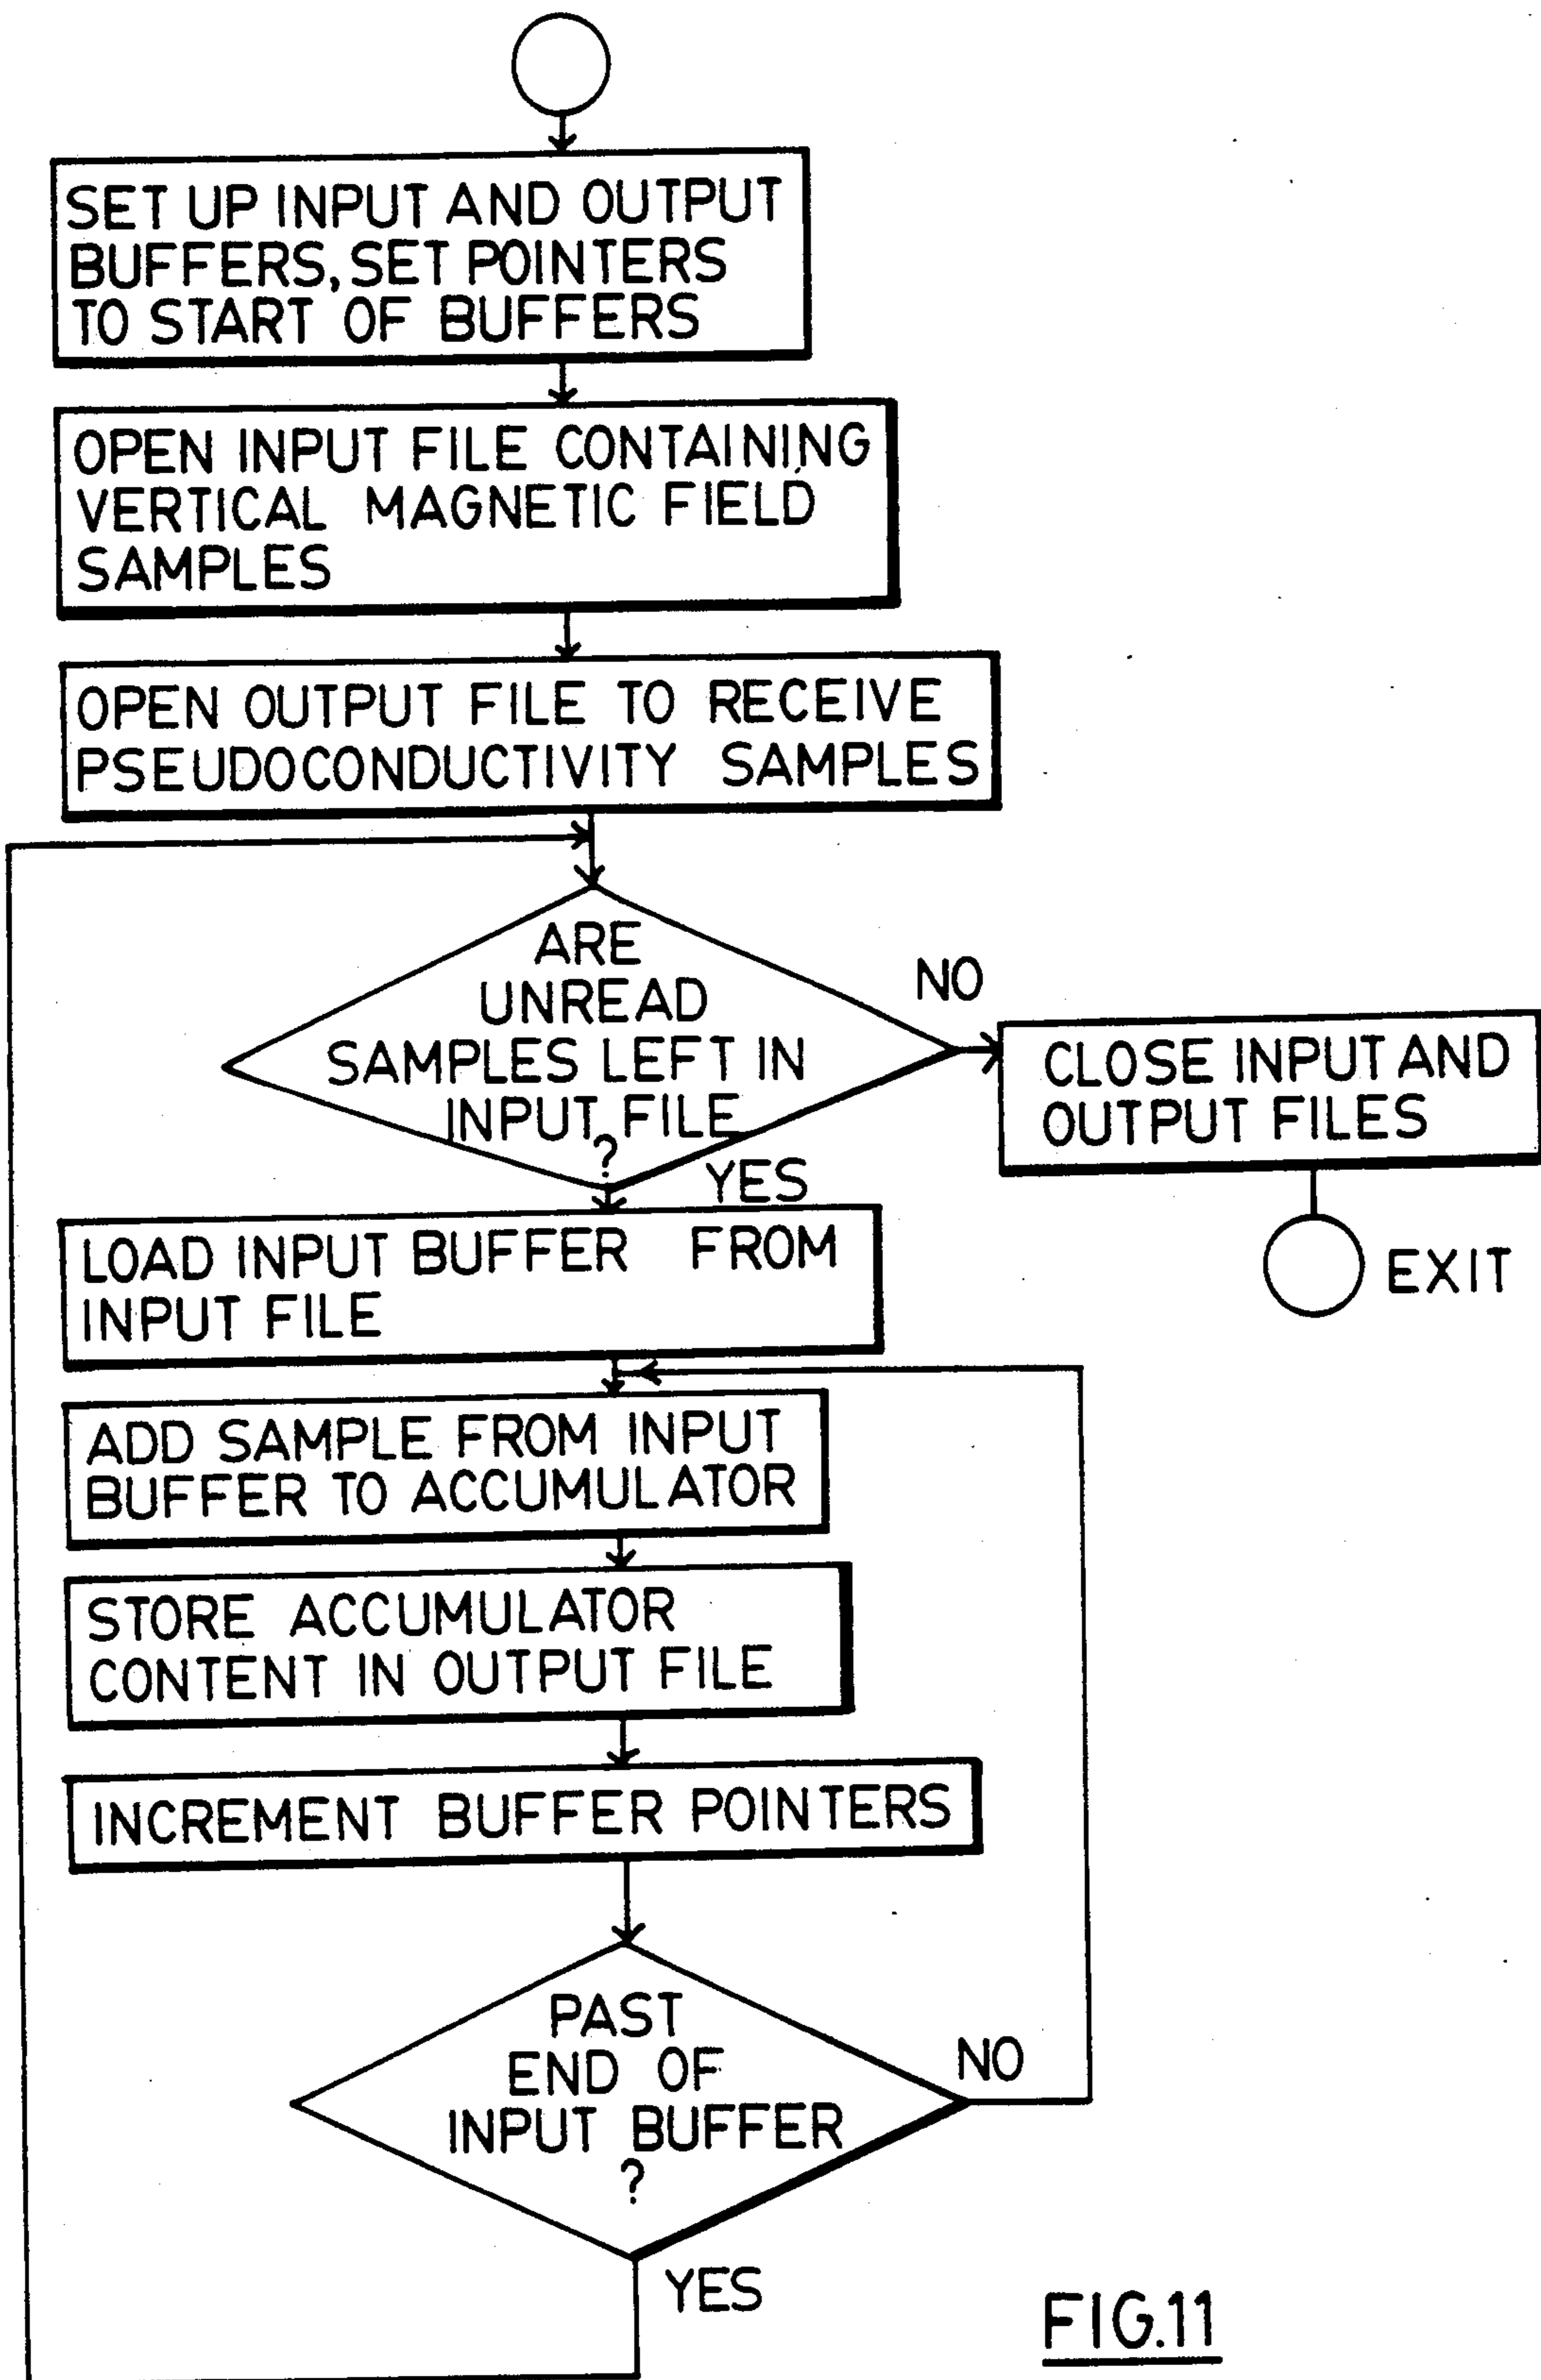 SET UP INPUT AND OUTPUT
BUFFERS, SET POINTERS
TO START OF BUFFERS
OPEN INPUT FILE CONTAINING
VERTICAL MAGNETIC FIELD
SAMPLES
OPEN OUTPUT FILE TO RECEIVE
PSEUDOCONDUCTIVITY SAMPLES
ARE
UNREAD
SAMPLES LEFT IN
INPUT FILE
?
NO
CLOSE INPUT AND
OUTPUT FILES
EXIT
YES
LOAD INPUT BUFFER FROM
INPUT FILE
ADD SAMPLE FROM INPUT
BUFFER TO ACCUMULATOR
STORE ACCUMULATOR
CONTENT IN OUTPUT FILE
INCREMENT BUFFER POINTERS
PAST
END OF
INPUT BUFFER
?
NO
YES
FIG.11